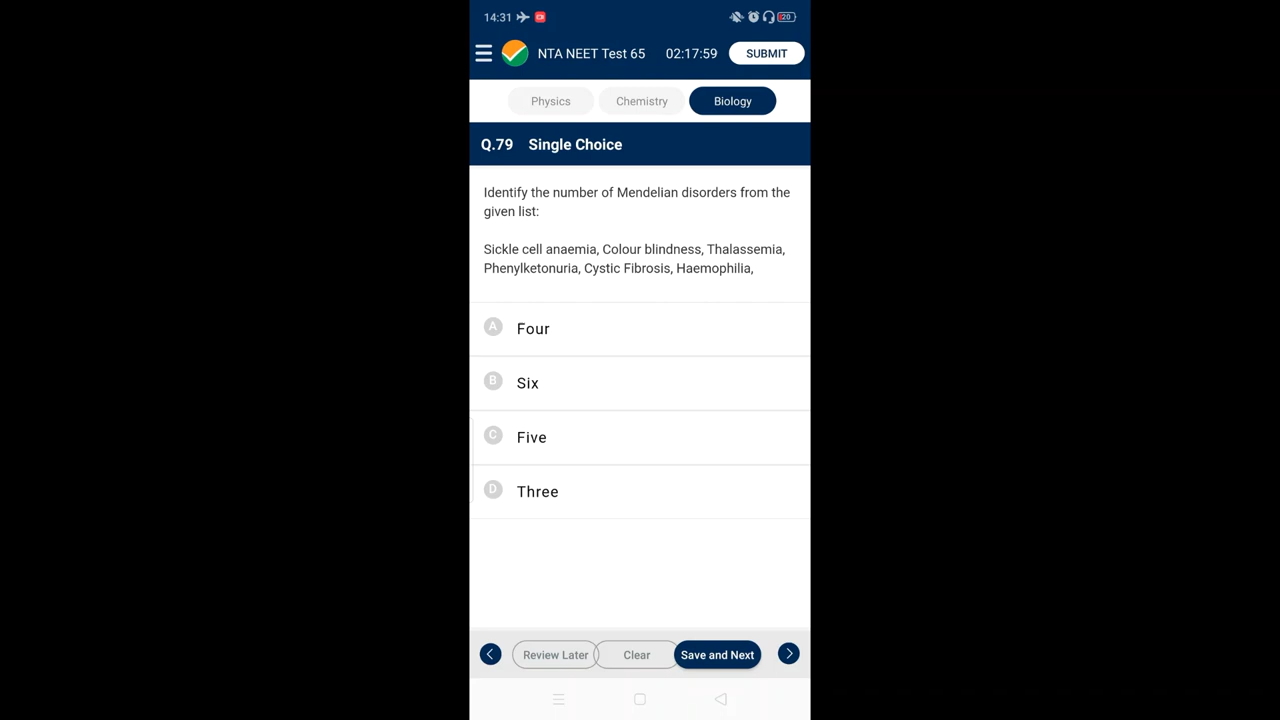 14:31 20
NTA NEET Test 65 02:17:59 SUBMIT
Physics Chemistry Biology
Q.79 Single Choice
Identify the number of Mendelian disorders from the
given list:
Sickle cell anaemia, Colour blindness, Thalassemia,
Phenylketonuria, Cystic Fibrosis, Haemophilia,
A Four
B Six
C Five
D Three
Review Later Clear Save and Next